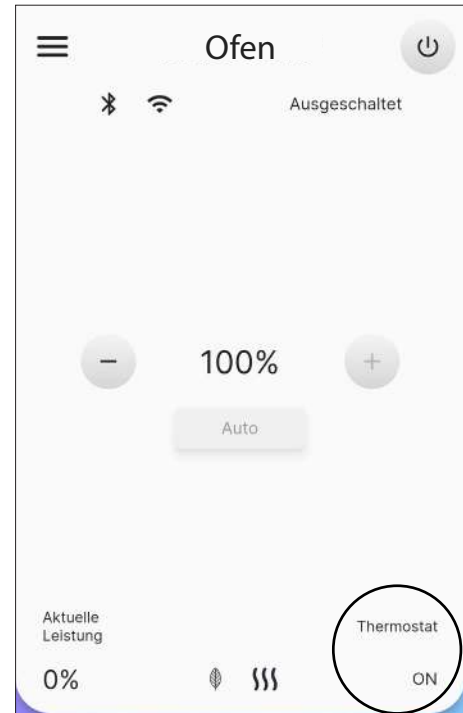 Ofen
Ausgeschaltet
− 100% +
Auto
Aktuelle
Leistung
Thermostat
0%
ON